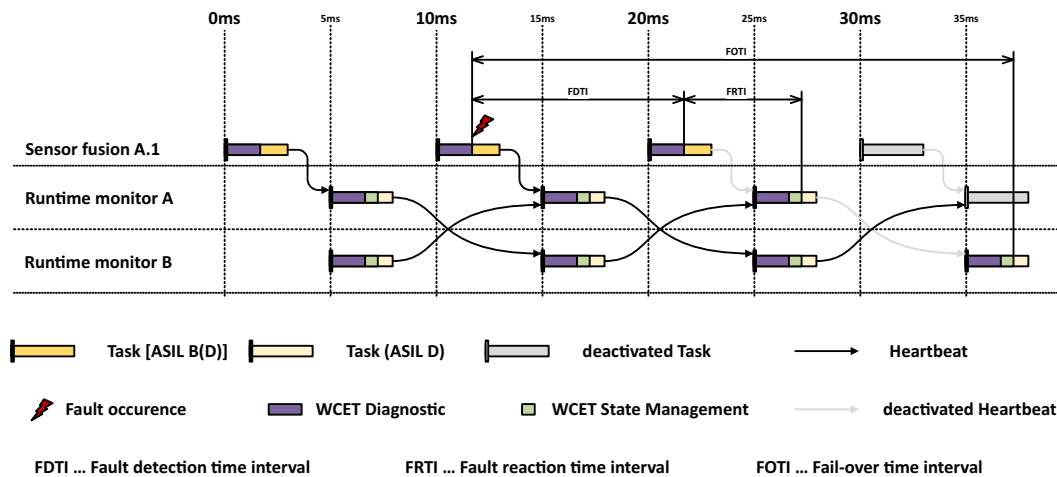 0ms 5ms 10ms 15ms 20ms 25ms 30ms 35ms
FOTI
FDTI FRTI
Sensor fusion A.1
Runtime monitor A
Runtime monitor B
Task [ASIL B(D)] Task (ASIL D) deactivated Task Heartbeat
Fault occurence WCET Diagnostic WCET State Management deactivated Heartbeat
FDTI ... Fault detection time interval FRTI ... Fault reaction time interval FOTI ... Fail-over time interval